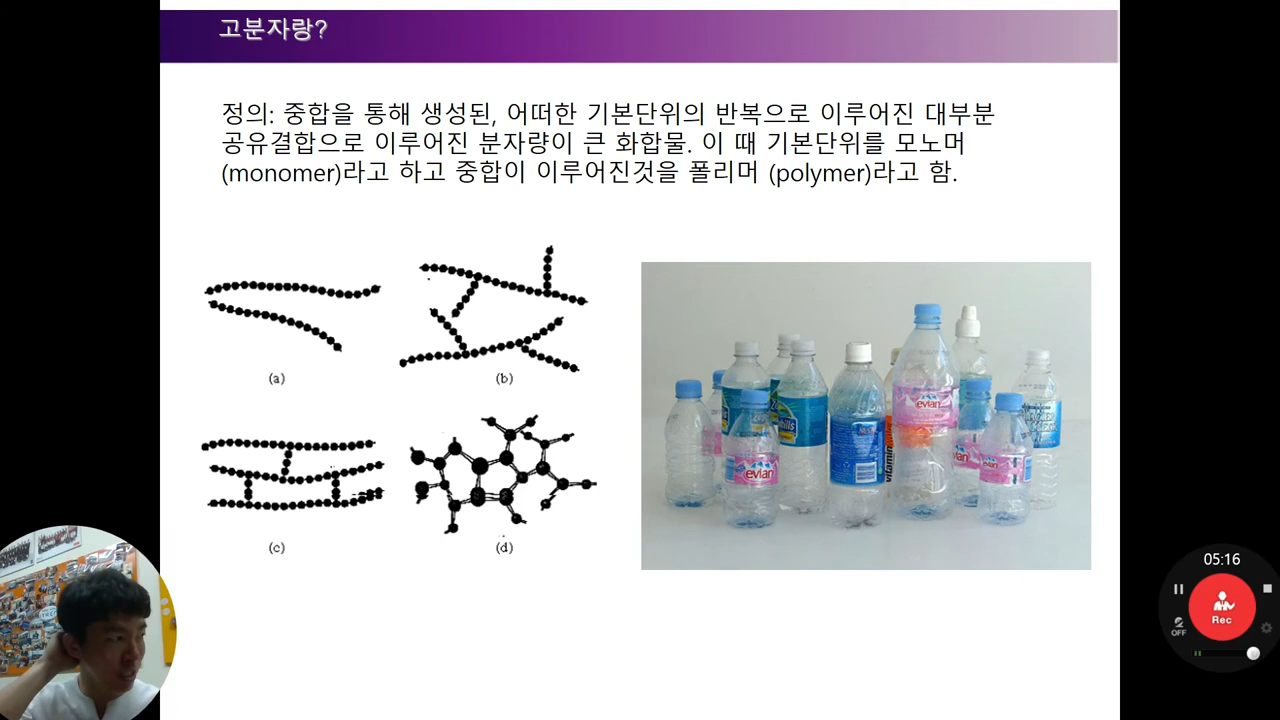 고분자랑?
정의: 중합을 통해 생성된, 어떠한 기본단위의 반복으로 이루어진 대부분
공유결합으로 이루어진 분자량이 큰 화합물. 이 때 기본단위를 모노머
(monomer)라고 하고 중합이 이루어진것을 폴리머 (polymer)라고 함.
(a)
(b)
(c)
(d)
evian
evian
evian
05:16
Rec
OFF